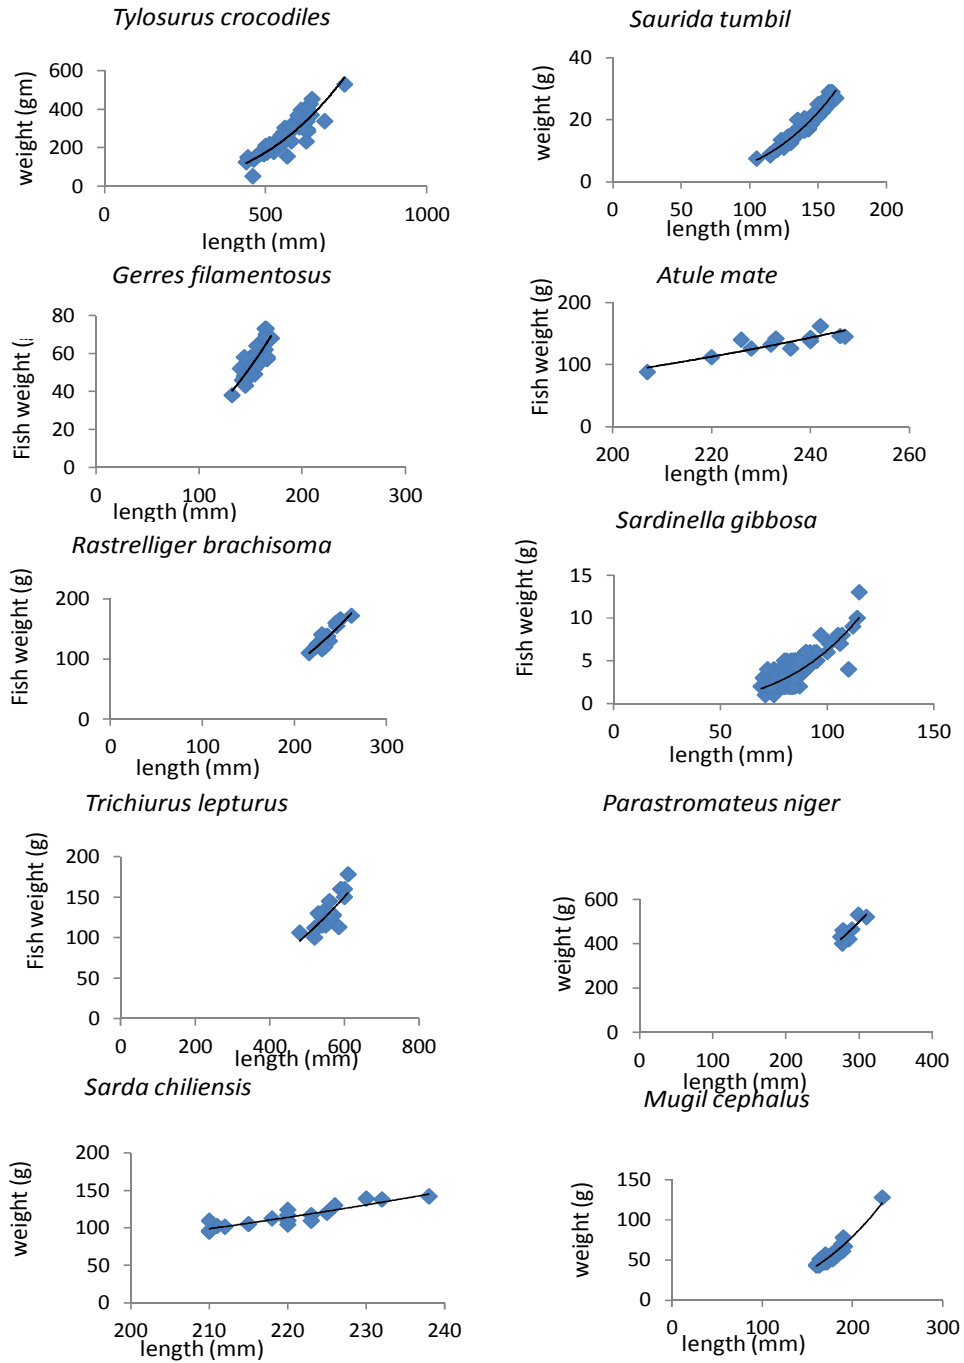 Tylosurus crocodiles
weight (gm)
600
400
200
0
0 500 1000
length (mm)
Saurida tumbil
weight (g)
40
20
0
0 50 100 150 200
length (mm)
Gerres filamentosus
Fish weight (
80
60
40
20
0
0 100 200 300
length (mm)
Atule mate
Fish weight (g)
200
100
0
200 220 240 260
length (mm)
Rastrelliger brachisoma
Fish weight (g)
200
100
0
0 100 200 300
length (mm)
Sardinella gibbosa
Fish weight (g)
15
10
5
0
0 50 100 150
length (mm)
Trichiurus lepturus
Fish weight (g)
200
150
100
50
0
0 200 400 600 800
length (mm)
Parastromateus niger
weight (g)
600
400
200
0
0 100 200 300 400
length (mm)
Sarda chiliensis
weight (g)
200
150
100
50
0
200 210 220 230 240
length (mm)
Mugil cephalus
weight (g)
150
100
50
0
0 100 200 300
length (mm)